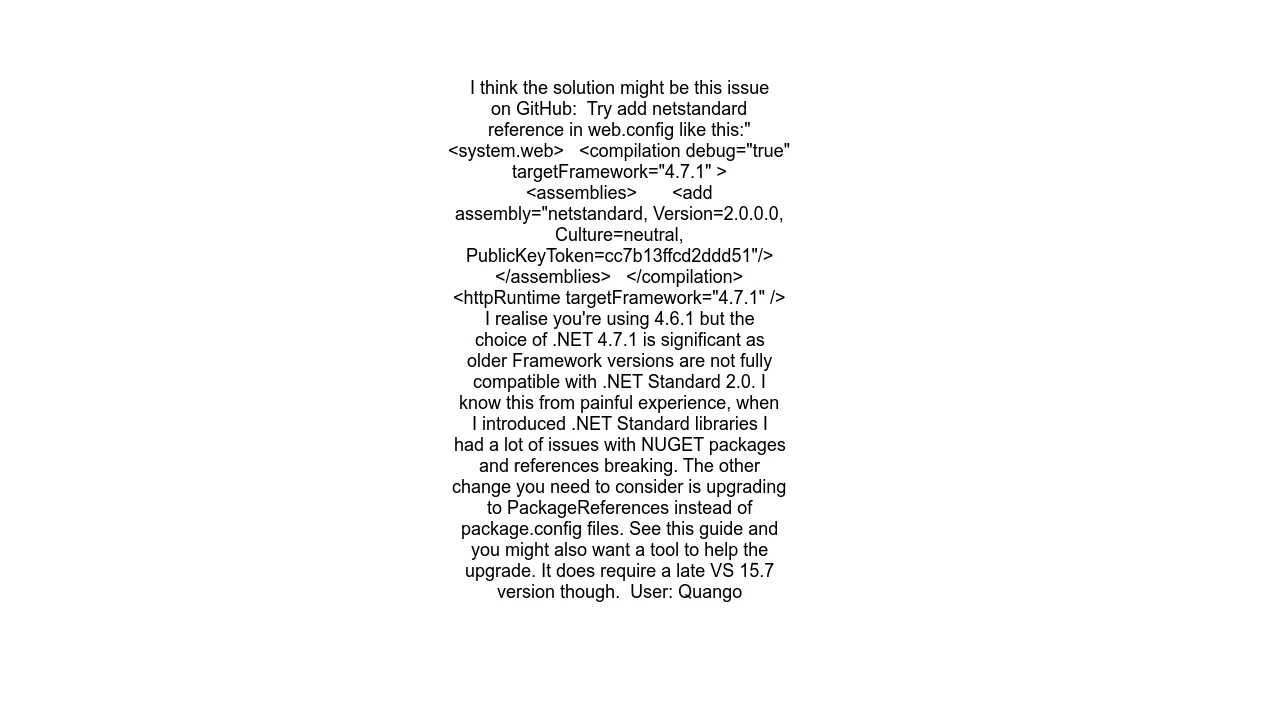 I think the solution might be this issue
on GitHub:  Try add netstandard
reference in web.config like this:"
<system.web>   <compilation debug="true"
targetFramework="4.7.1" >
<assemblies>       <add
assembly="netstandard, Version=2.0.0.0,
Culture=neutral,
PublicKeyToken=cc7b13ffcd2ddd51"/>
</assemblies>   </compilation>
<httpRuntime targetFramework="4.7.1" />
I realise you're using 4.6.1 but the
choice of .NET 4.7.1 is significant as
older Framework versions are not fully
compatible with .NET Standard 2.0. I
know this from painful experience, when
I introduced .NET Standard libraries I
had a lot of issues with NUGET packages
and references breaking. The other
change you need to consider is upgrading
to PackageReferences instead of
package.config files. See this guide and
you might also want a tool to help the
upgrade. It does require a late VS 15.7
version though.  User: Quango